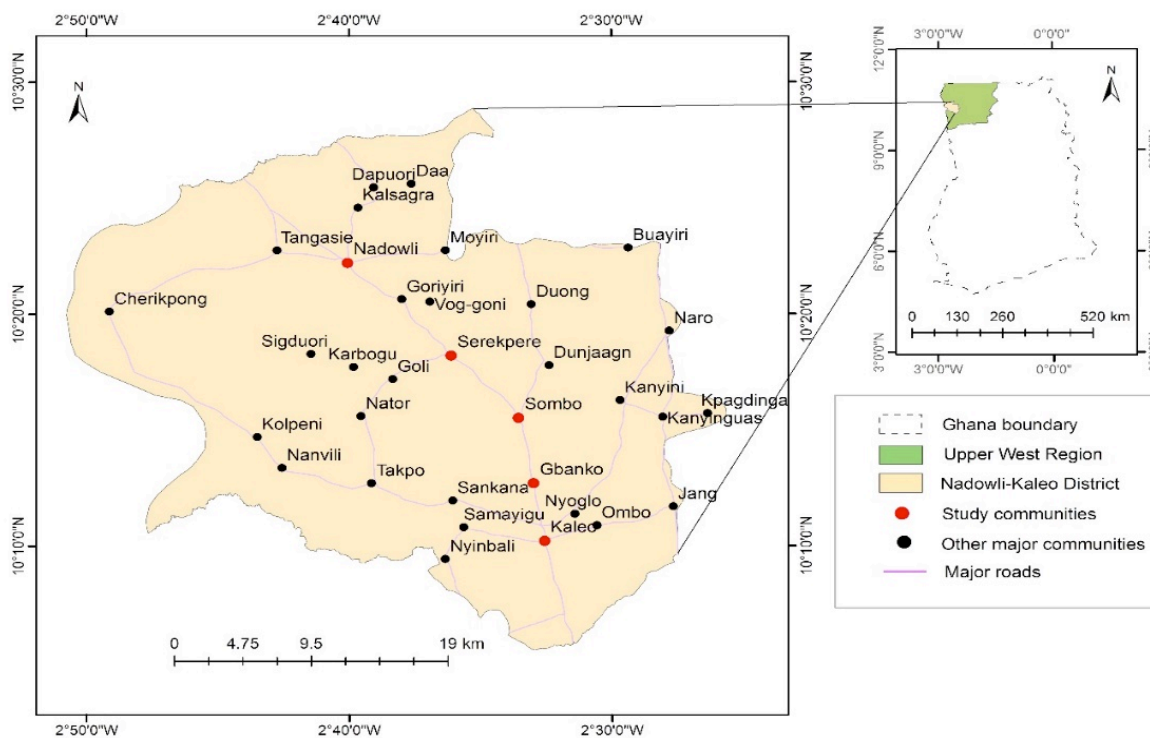 2°50'0"W 2°40'0"W 2°30'0"W
10°30'0"N
10°20'0"N
10°10'0"N
N
Dapuori Daa
Kalsagra
Tangasie Nadowli Moyiri Buayiri
Cherikpong
Goriyiri
Vog-goni
Duong
Naro
Sigduori
Karbogu
Goli
Serekpere
Dunjaagn
Nator
Sombo
Kanyini
Kpagdinga
Kanyinguas
Kolpeni
Nanvili
Takpo
Gbanko
Sankana
Samayigu
Nyoglo
Kaleo
Ombo
Jang
Nyinbali
0 4.75 9.5 19 km
10°30'0"N
10°20'0"N
10°10'0"N
2°50'0"W 2°40'0"W 2°30'0"W
3°0'0"W 0°0'0"
12°0'0"N
9°0'0"N
6°0'0"N
3°0'0"N
N
0 130 260 520 km
9°0'0"N
6°0'0"N
3°0'0"W 0°0'0"
Ghana boundary
Upper West Region
Nadowli-Kaleo District
Study communities
Other major communities
Major roads